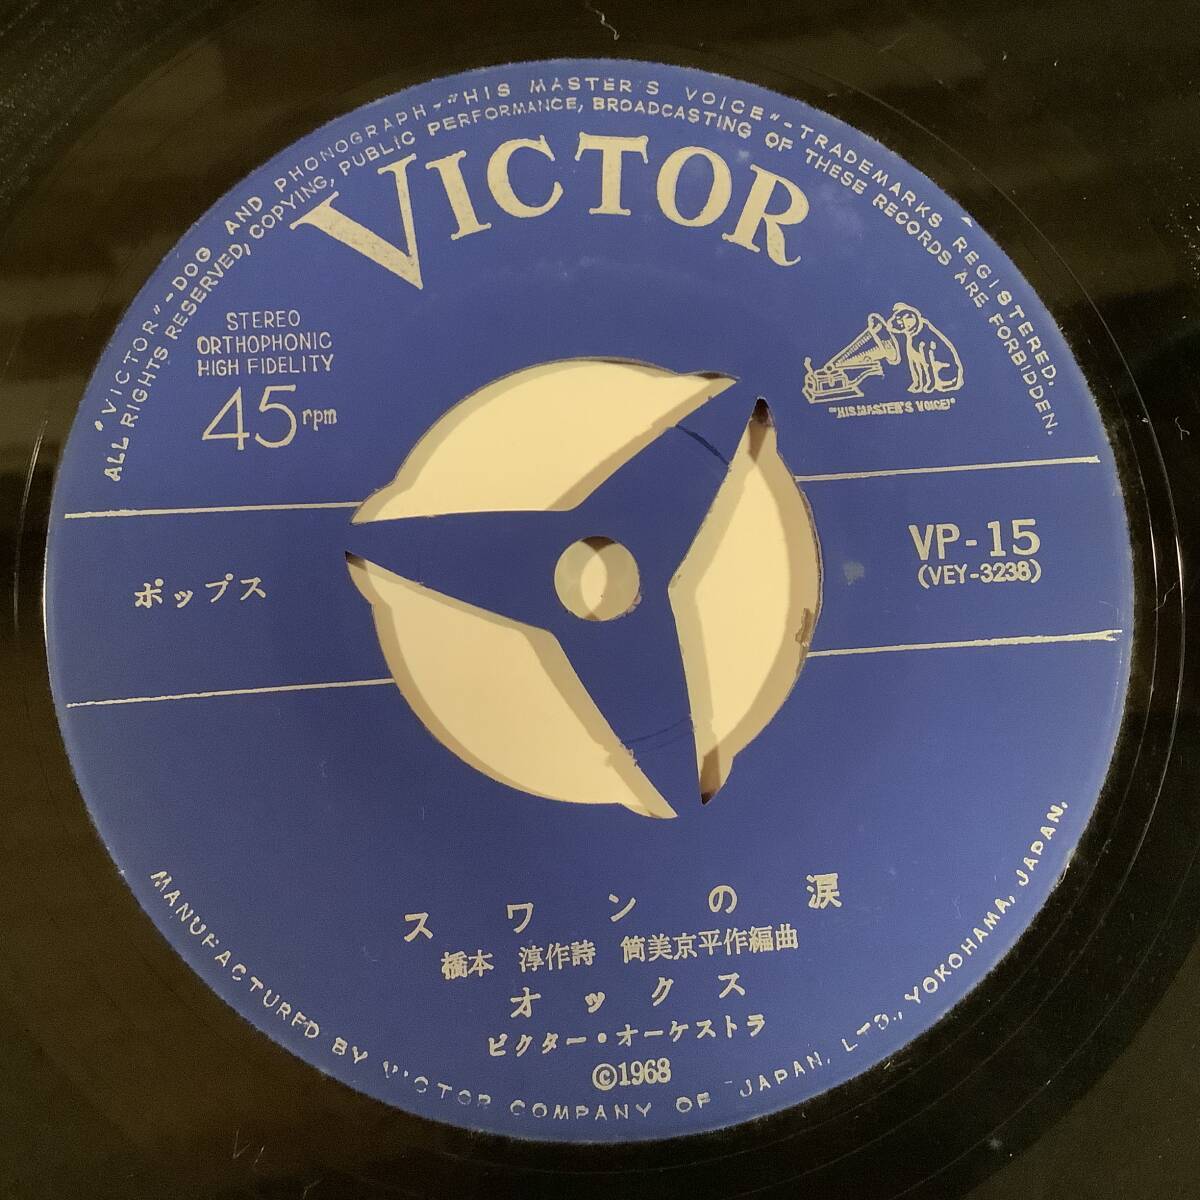 "VICTOR"-DOG AND PHONOGRAPH-"HIS MASTER'S VOICE"-TRADEMARKS REGISTERED.
ALL RIGHTS RESERVED, COPYING, PUBLIC PERFORMANCE, BROADCASTING OF THESE RECORDS ARE FORBIDDEN.
VICTOR
STEREO
ORTHOPHONIC
HIGH FIDELITY
45rpm
"HIS MASTER'S VOICE"
VP-15
(VEY-3238)
ポップス
スワンの涙
橋本 淳作詩 筒美京平作編曲
オックス
ビクター・オーケストラ
©1968
MANUFACTURED BY VICTOR COMPANY OF JAPAN, LTD., YOKOHAMA, JAPAN.